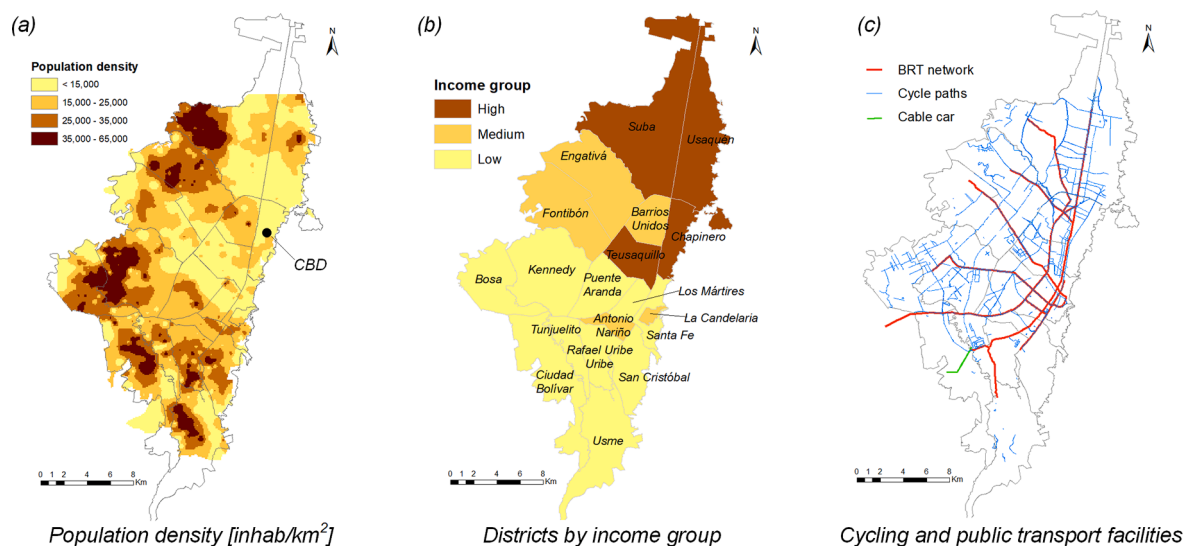 (a)
N
Population density
< 15,000
15,000 - 25,000
25,000 - 35,000
35,000 - 65,000
CBD
0 1 2 4 6 8
Km
Population density [inhab/km²]
(b)
N
Income group
High
Medium
Low
Suba
Usaquén
Engativá
Fontibón
Barrios
Unidos
Chapinero
Teusaquillo
Kennedy
Bosa
Puente
Aranda
Los Mártires
La Candelaria
Antonio
Nariño
Santa Fe
Tunjuelito
Rafael Uribe
Uribe
Ciudad
Bolívar
San Cristóbal
Usme
0 1 2 4 6 8
Km
Districts by income group
(c)
N
BRT network
Cycle paths
Cable car
0 1 2 4 6 8
Km
Cycling and public transport facilities